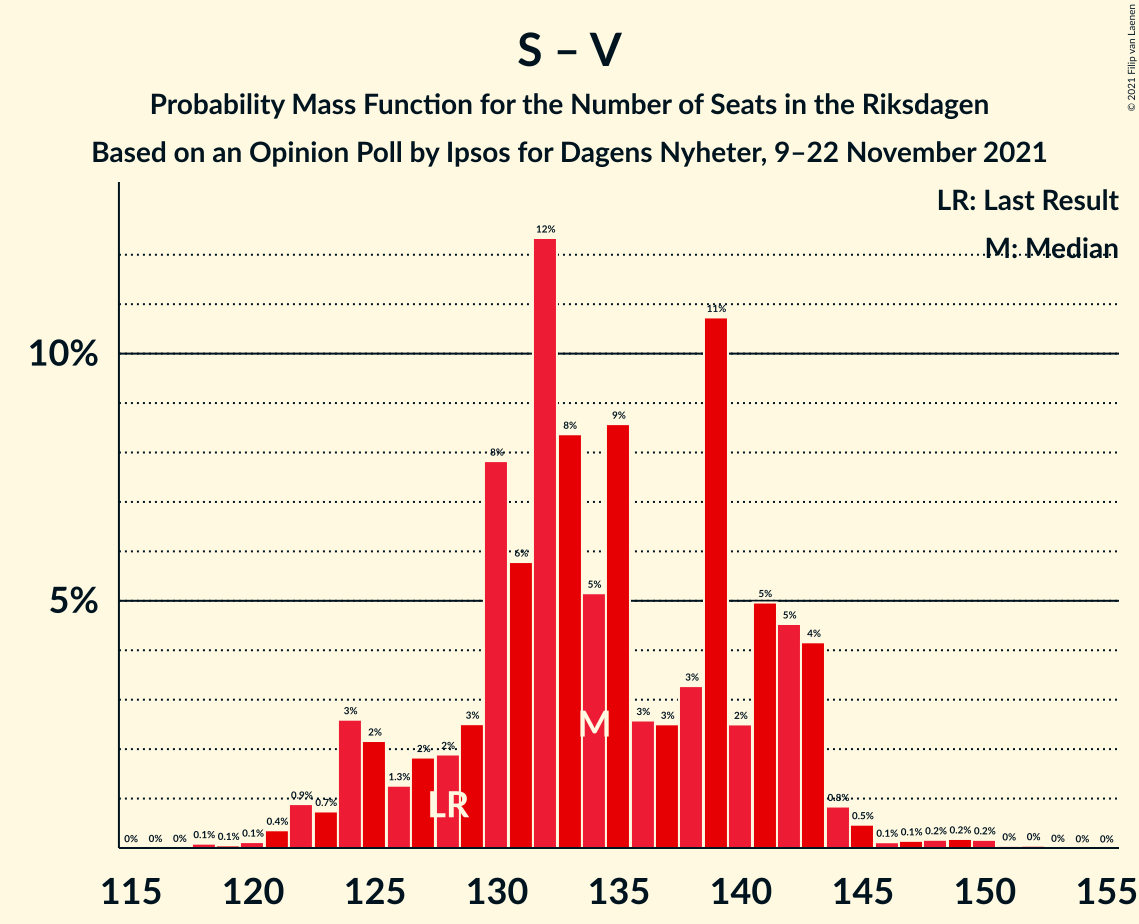 S – V
Probability Mass Function for the Number of Seats in the Riksdagen
Based on an Opinion Poll by Ipsos for Dagens Nyheter, 9–22 November 2021
© 2021 Filip van Laenen
LR: Last Result
M: Median
10%
5%
0% 0% 0% 0.1% 0.1% 0.1% 0.4% 0.9% 0.7% 3% 2% 1.3% 2% 2% 3% 8% 6% 12% 8% 5% 9% 3% 3% 3% 11% 2% 5% 5% 4% 0.8% 0.5% 0.1% 0.1% 0.2% 0.2% 0.2% 0% 0% 0% 0% 0%
LR
M
115 120 125 130 135 140 145 150 155